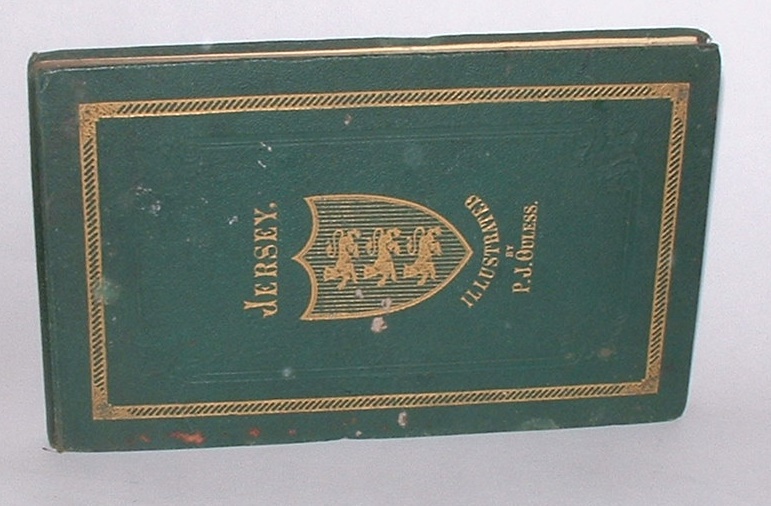 JERSEY.
ILLUSTRATED
BY
P. J. OULESS.